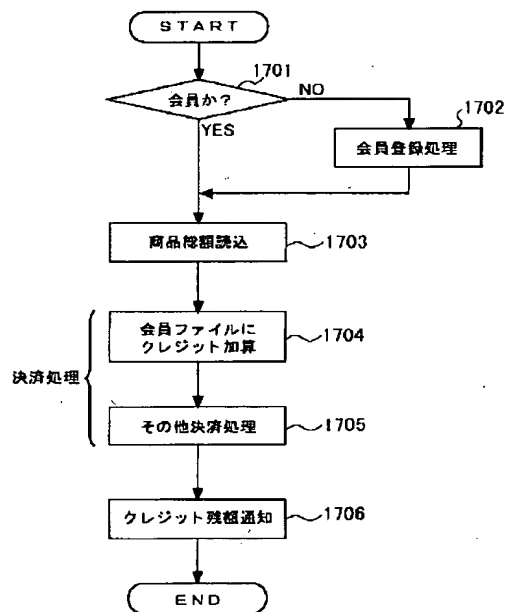 START
1701
会員か?
NO
YES
1702
会員登録処理
商品総額読込
1703
会員ファイルに
クレジット加算
1704
決済処理
その他決済処理
1705
クレジット残額通知
1706
END